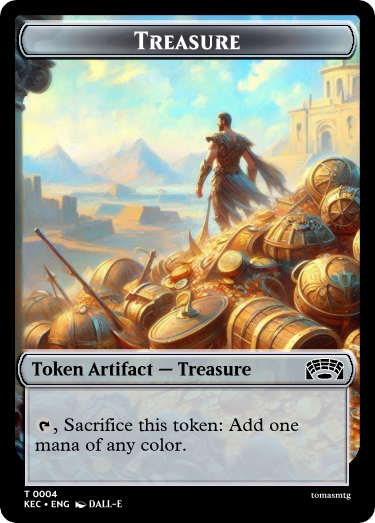 TREASURE
Token Artifact — Treasure
, Sacrifice this token: Add one
mana of any color.
T 0004
KEC • ENG DALL-E
tomasmtg